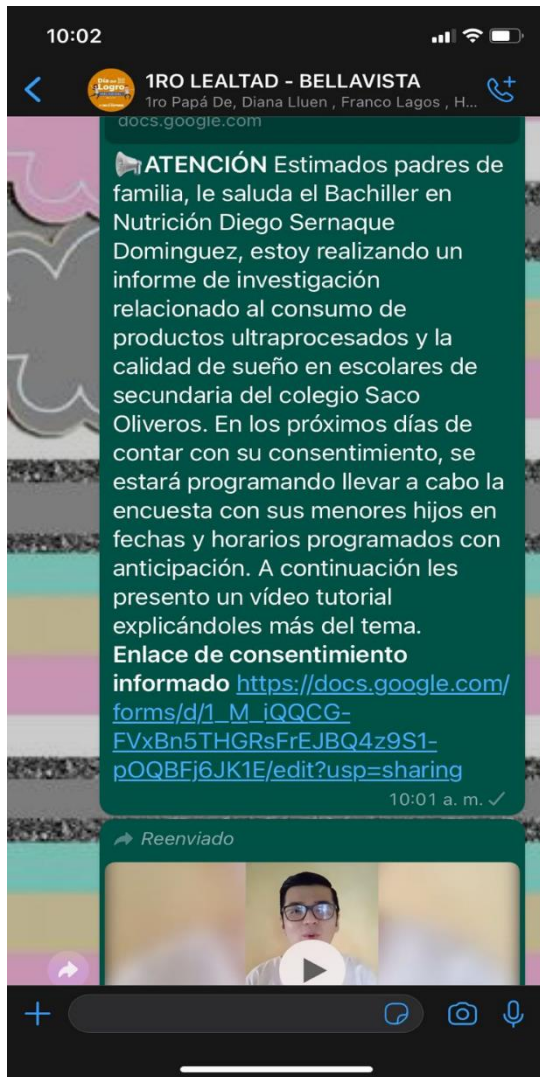 10:02
1RO LEALTAD - BELLAVISTA
1ro Papá De, Diana Lluen , Franco Lagos , H...
docs.google.com
ATENCIÓN Estimados padres de
familia, le saluda el Bachiller en
Nutrición Diego Sernaque
Dominguez, estoy realizando un
informe de investigación
relacionado al consumo de
productos ultraprocesados y la
calidad de sueño en escolares de
secundaria del colegio Saco
Oliveros. En los próximos días de
contar con su consentimiento, se
estará programando llevar a cabo la
encuesta con sus menores hijos en
fechas y horarios programados con
anticipación. A continuación les
presento un vídeo tutorial
explicándoles más del tema.
Enlace de consentimiento
informado https://docs.google.com/
forms/d/1_M_iQQCG-
FVxBn5THGRsFrEJBQ4z9S1-
pOQBFj6JK1E/edit?usp=sharing
10:01 a. m.
Reenviado